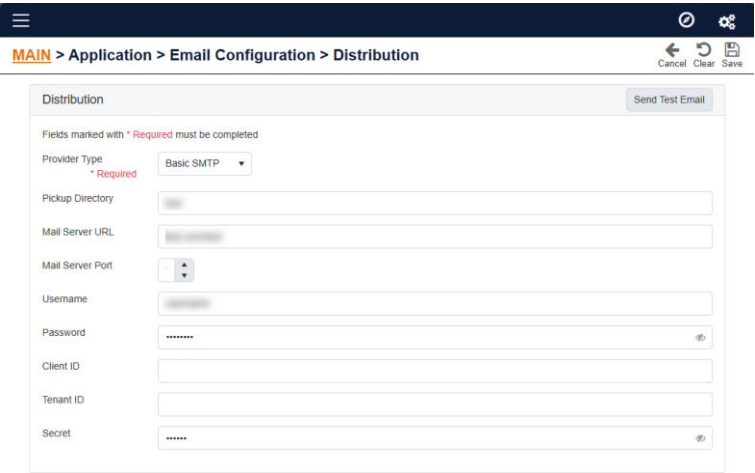 MAIN > Application > Email Configuration > Distribution
Cancel Clear Save
Distribution
Send Test Email
Fields marked with * Required must be completed
Provider Type
* Required
Basic SMTP
Pickup Directory
Mail Server URL
Mail Server Port
Username
Password
••••••••
Client ID
Tenant ID
Secret
••••••